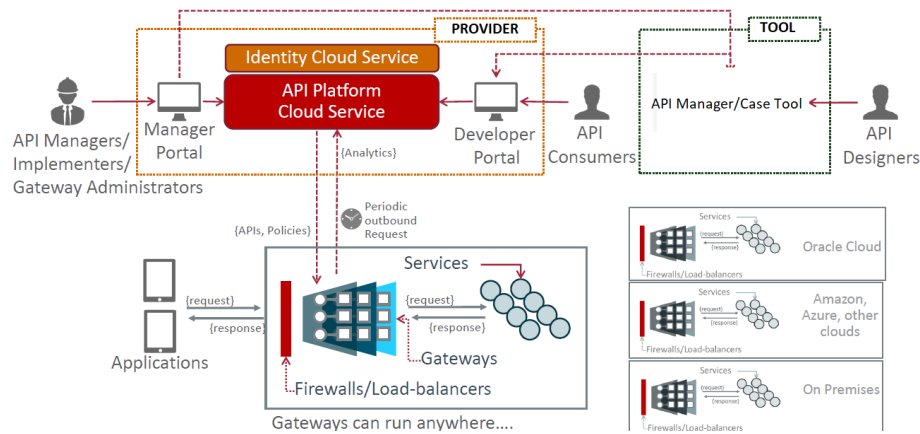 PROVIDER
TOOL
Identity Cloud Service
API Platform
Cloud Service
API Managers/
Implementers/
Gateway Administrators
Manager
Portal
Developer
Portal
API
Consumers
API Manager/Case Tool
API
Designers
{Analytics}
{APIs, Policies}
Periodic
outbound
Request
Applications
{request}
{response}
Services
{request}
{response}
Gateways
Firewalls/Load-balancers
Gateways can run anywhere....
Services
{request}
{response}
Firewalls/Load-balancers
Oracle Cloud
Services
{request}
{response}
Firewalls/Load-balancers
Amazon,
Azure, other
clouds
Services
{request}
{response}
Firewalls/Load-balancers
On Premises